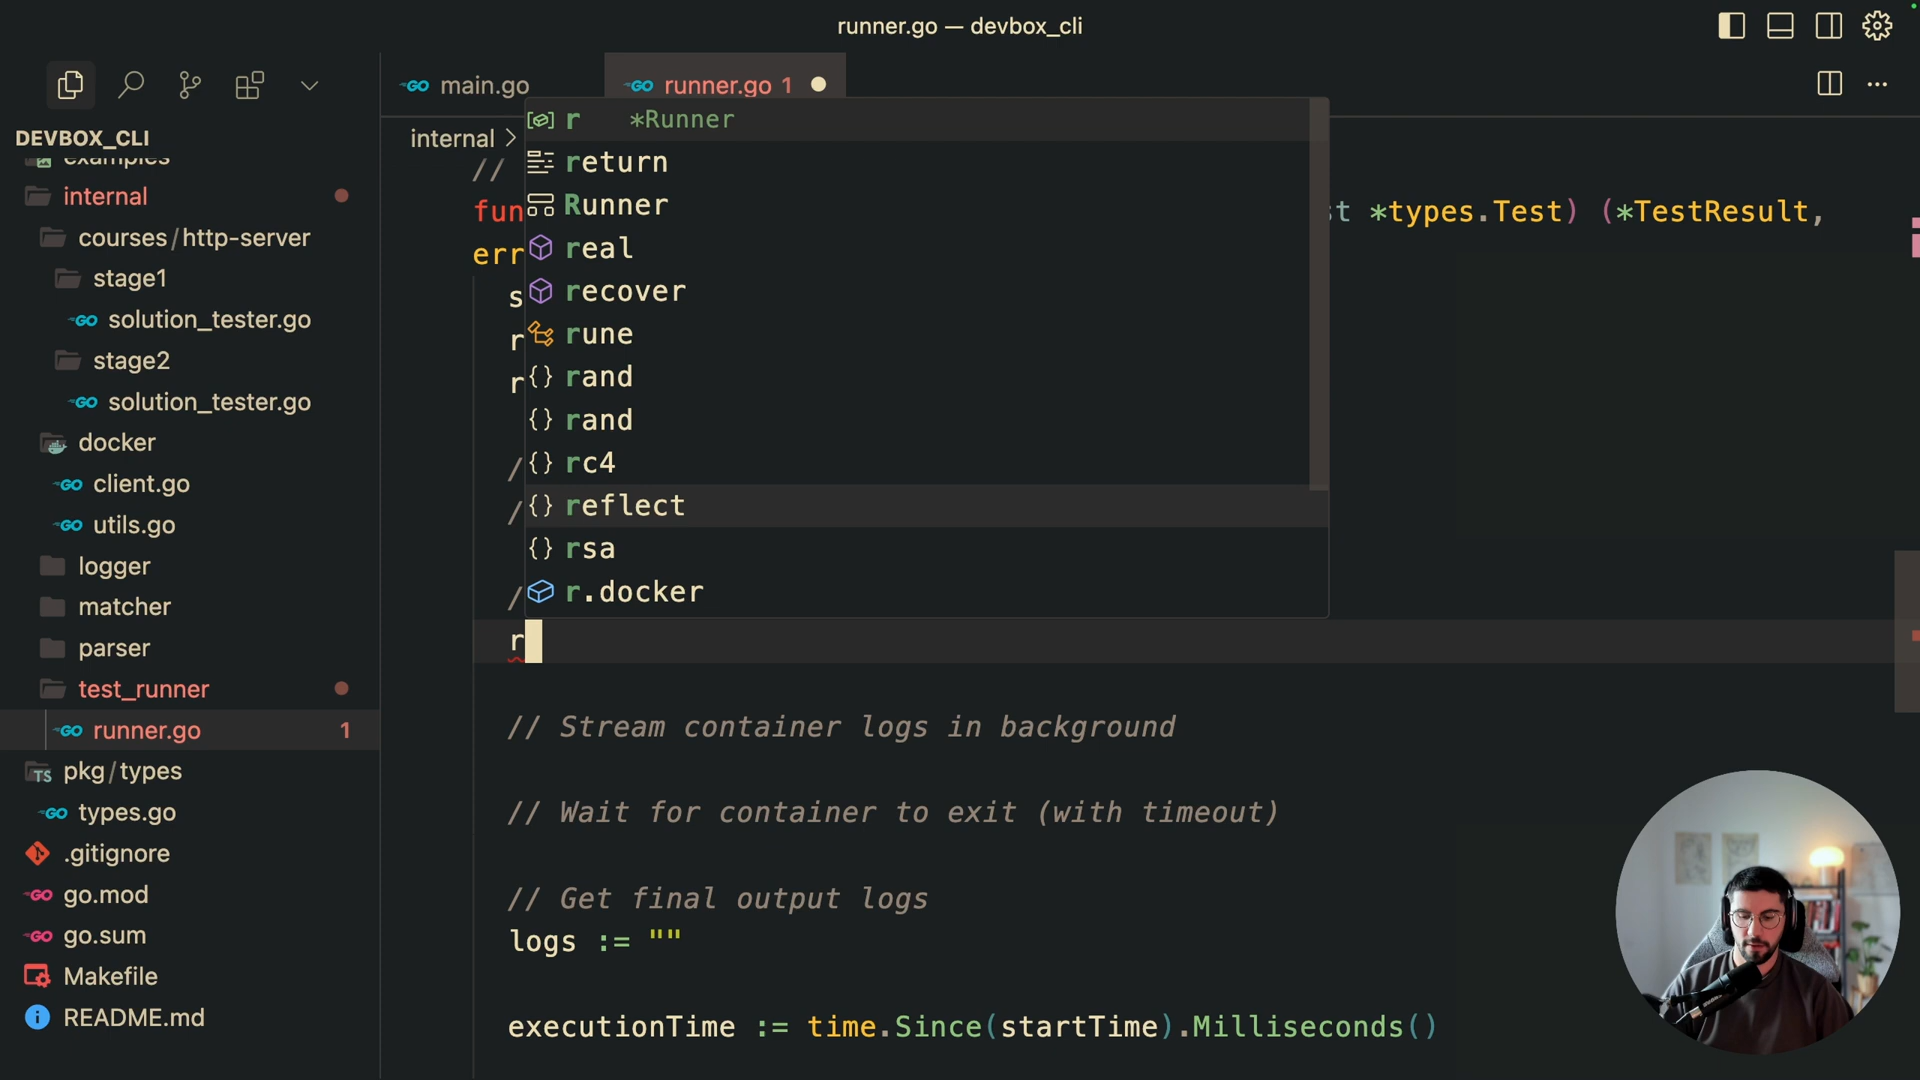 runner.go — devbox_cli
main.go
runner.go 1
DEVBOX_CLI
examples
internal
courses/http-server
stage1
solution_tester.go
stage2
solution_tester.go
docker
client.go
utils.go
logger
matcher
parser
test_runner
runner.go 1
pkg/types
types.go
.gitignore
go.mod
go.sum
Makefile
README.md
internal >
r *Runner
return
Runner
real
recover
rune
rand
rand
rc4
reflect
rsa
r.docker
//
fun st *types.Test) (*TestResult,
err
s
r
r
/
/
/
r
// Stream container logs in background
// Wait for container to exit (with timeout)
// Get final output logs
logs := ""
executionTime := time.Since(startTime).Milliseconds()